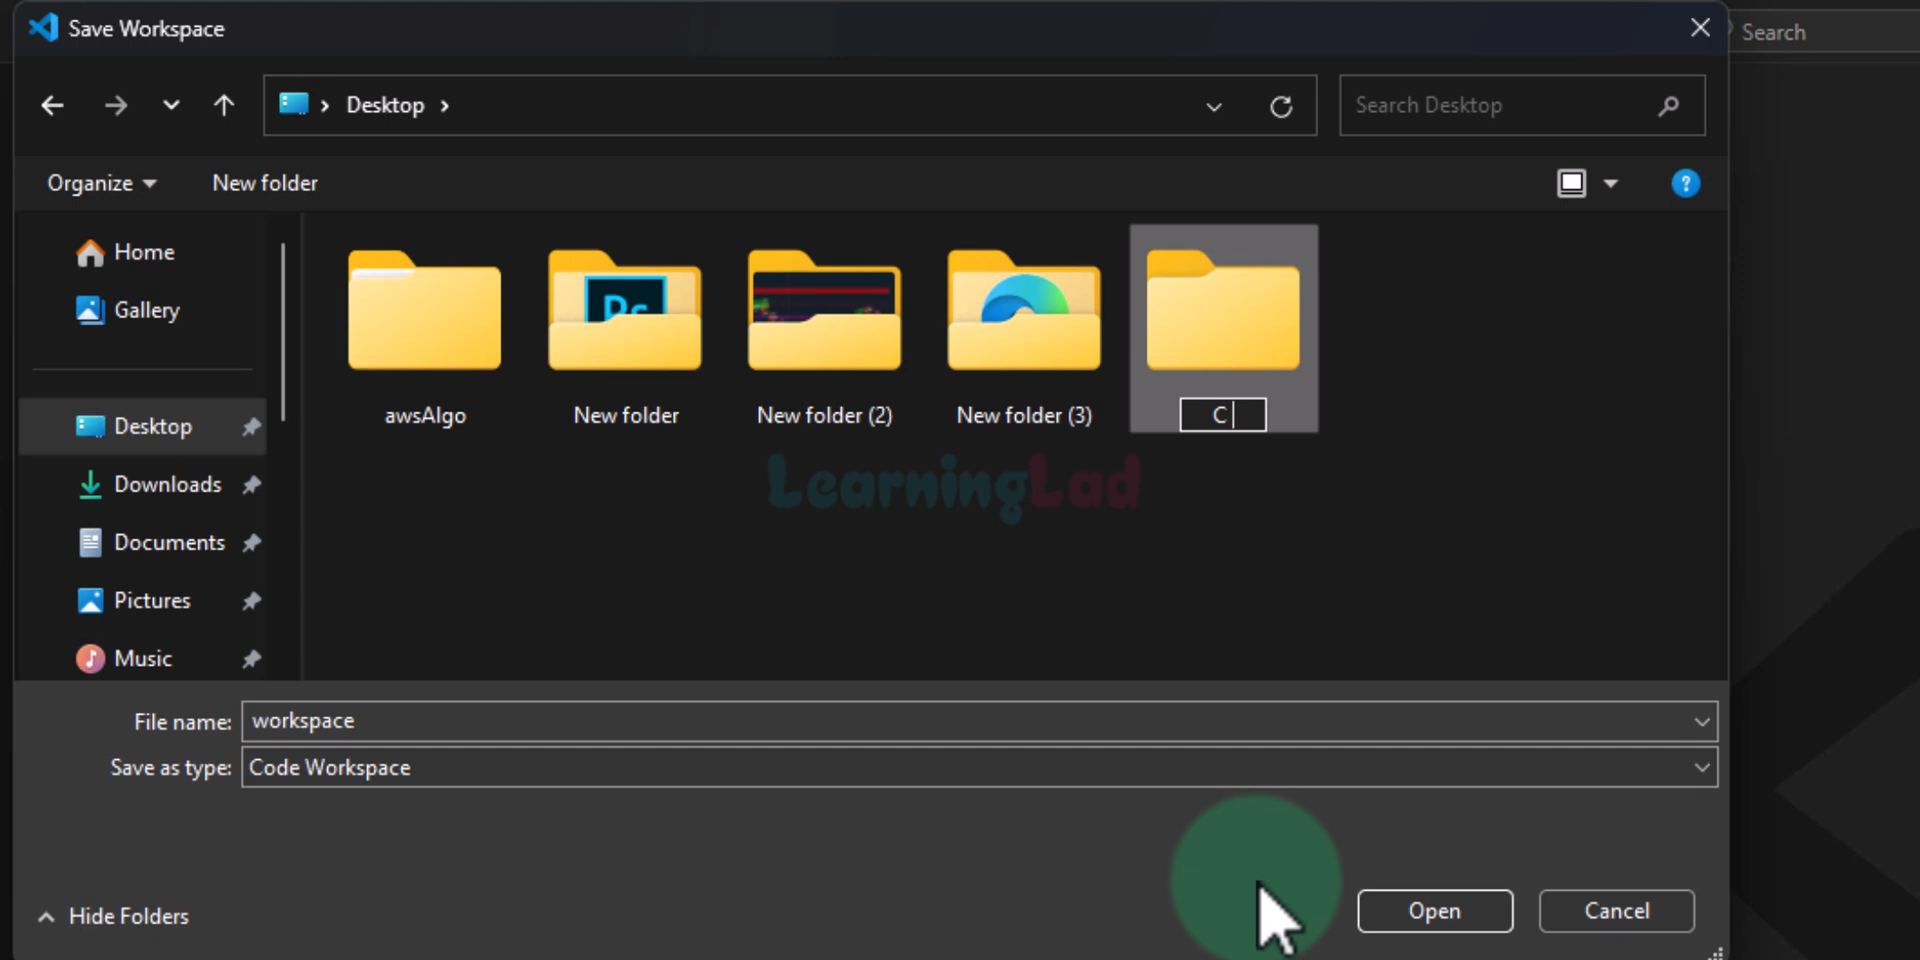 Save Workspace
Search
Desktop
Search Desktop
Organize
New folder
?
Home
Gallery
Desktop
Downloads
Documents
Pictures
Music
Ps
awsAlgo
New folder
New folder (2)
New folder (3)
C
LearningLad
File name: workspace
Save as type: Code Workspace
Hide Folders
Open
Cancel